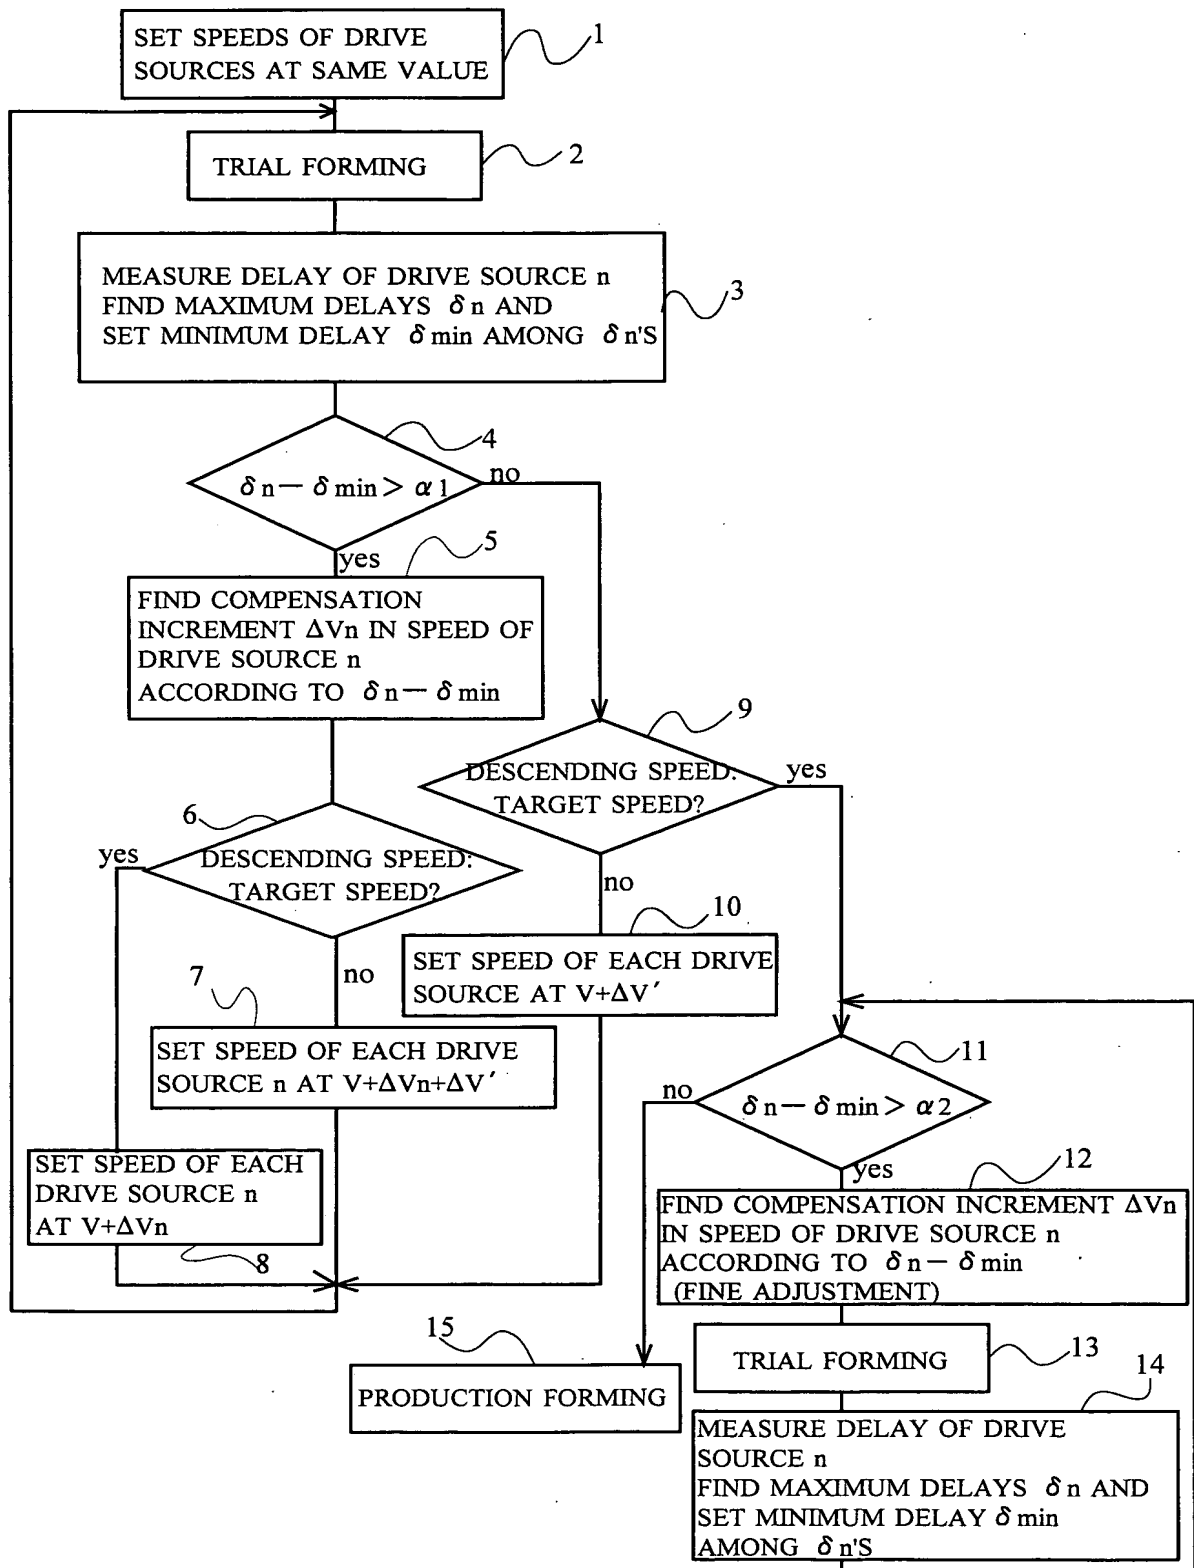 SET SPEEDS OF DRIVE
SOURCES AT SAME VALUE
1
TRIAL FORMING
2
MEASURE DELAY OF DRIVE SOURCE n
FIND MAXIMUM DELAYS δn AND
SET MINIMUM DELAY δmin AMONG δn'S
3
4
δn－δmin＞α1
no
yes
5
FIND COMPENSATION
INCREMENT ΔVn IN SPEED OF
DRIVE SOURCE n
ACCORDING TO δn－δmin
9
DESCENDING SPEED:
TARGET SPEED?
yes
no
6
yes
DESCENDING SPEED:
TARGET SPEED?
no
10
SET SPEED OF EACH DRIVE
SOURCE AT V+ΔV′
7
SET SPEED OF EACH DRIVE
SOURCE n AT V+ΔVn+ΔV′
11
no
δn－δmin＞α2
yes
SET SPEED OF EACH
DRIVE SOURCE n
AT V+ΔVn
8
12
FIND COMPENSATION INCREMENT ΔVn
IN SPEED OF DRIVE SOURCE n
ACCORDING TO δn－δmin
(FINE ADJUSTMENT)
15
PRODUCTION FORMING
TRIAL FORMING
13
14
MEASURE DELAY OF DRIVE
SOURCE n
FIND MAXIMUM DELAYS δn AND
SET MINIMUM DELAY δmin
AMONG δn'S